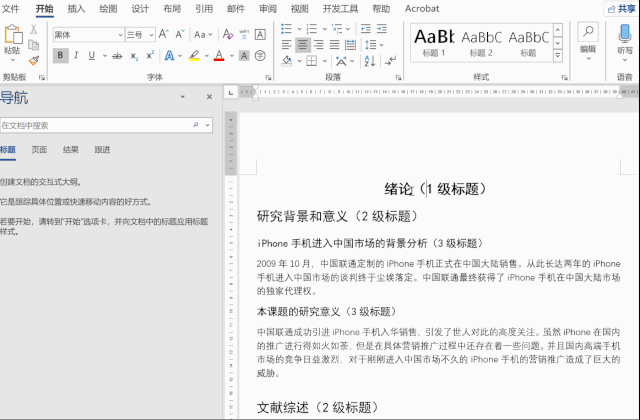 文件 开始 插入 绘图 设计 布局 引用 邮件 审阅 视图 开发工具 帮助 Acrobat 共享
粘贴 黑体 三号 Aa 编辑 听写
B I U ab x₂ x² A A A
AaBl AaBbC AaBbC
标题 1 标题 2 标题
剪贴板 字体 段落 样式 语音
导航
在文档中搜索
标题 页面 结果 跟进
创建文档的交互式大纲。
它是跟踪具体位置或快速移动内容的好方式。
若要开始，请转到"开始"选项卡，并向文档中的标题应用标题
样式。
绪论（1 级标题）
研究背景和意义（2 级标题）
iPhone 手机进入中国市场的背景分析（3 级标题）
2009 年 10 月，中国联通定制的 iPhone 手机正式在中国大陆销售。从此长达两年的 iPhone
手机进入中国市场的谈判终于尘埃落定。中国联通最终获得了 iPhone 手机在中国大陆市场
的独家代理权。
本课题的研究意义（3 级标题）
中国联通成功引进 iPhone 手机入华销售，引发了世人对此的高度关注。虽然 iPhone 在国内
的推广进行得如火如荼，但是在具体营销推广过程中还存在着一些问题。并且国内高端手机
市场的竞争日益激烈，对于刚刚进入中国市场不久的 iPhone 手机的营销推广造成了巨大的
威胁。
文献综述（2 级标题）